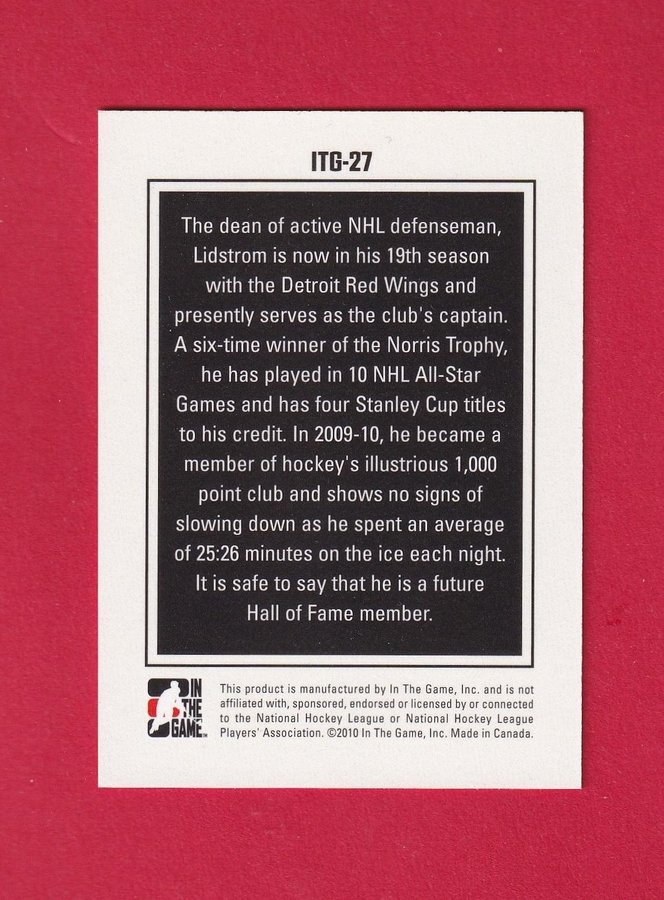 ITG-27
The dean of active NHL defenseman,
Lidstrom is now in his 19th season
with the Detroit Red Wings and
presently serves as the club's captain.
A six-time winner of the Norris Trophy,
he has played in 10 NHL All-Star
Games and has four Stanley Cup titles
to his credit. In 2009-10, he became a
member of hockey's illustrious 1,000
point club and shows no signs of
slowing down as he spent an average
of 25:26 minutes on the ice each night.
It is safe to say that he is a future
Hall of Fame member.
IN
THE
GAME™
This product is manufactured by In The Game, Inc. and is not
affiliated with, sponsored, endorsed or licensed by or connected
to the National Hockey League or National Hockey League
Players' Association. ©2010 In The Game, Inc. Made in Canada.